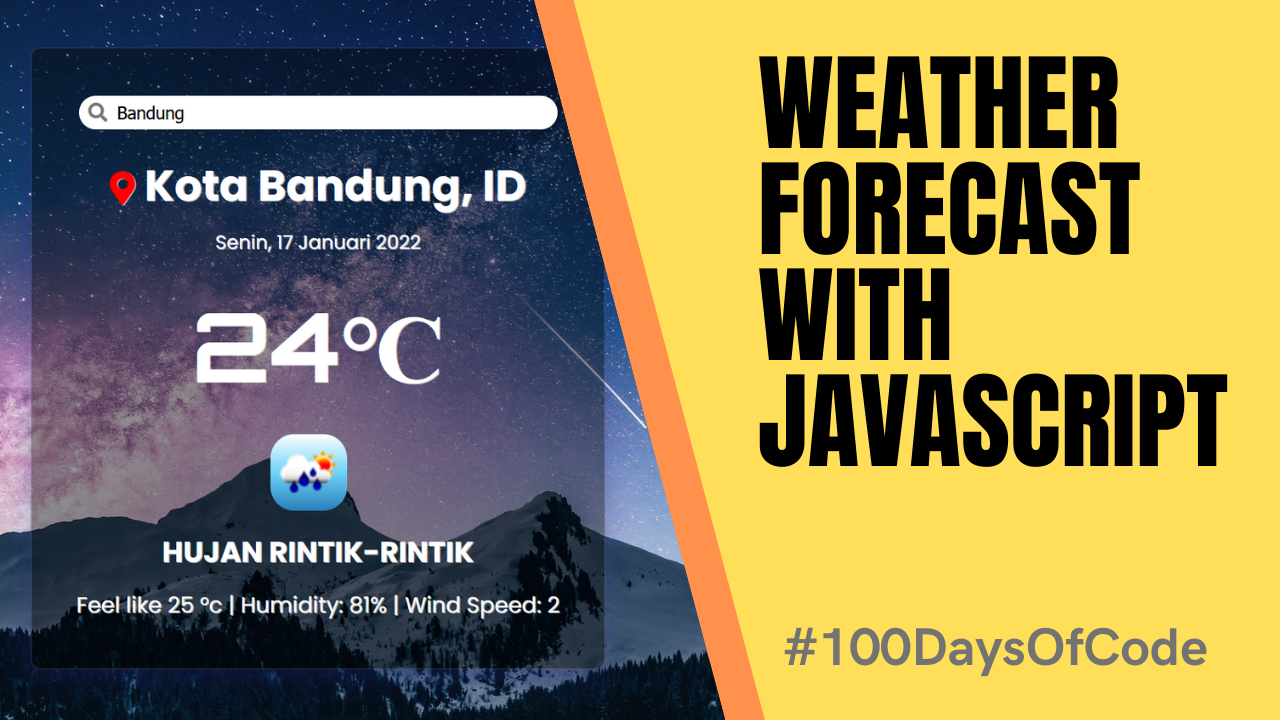 Bandung
Kota Bandung, ID
Senin, 17 Januari 2022
24°C
HUJAN RINTIK-RINTIK
Feel like 25 °c | Humidity: 81% | Wind Speed: 2
WEATHER
FORECAST
WITH
JAVASCRIPT
#100DaysOfCode